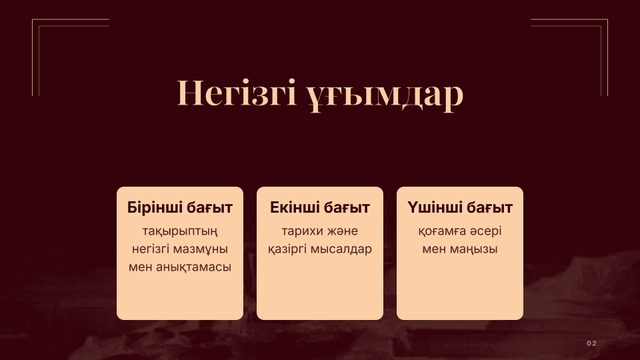 Негізгі ұғымдар
Бірінші бағыт
тақырыптың
негізгі мазмұны
мен анықтамасы
Екінші бағыт
тарихи және
қазіргі мысалдар
Үшінші бағыт
қоғамға әсері
мен маңызы
02